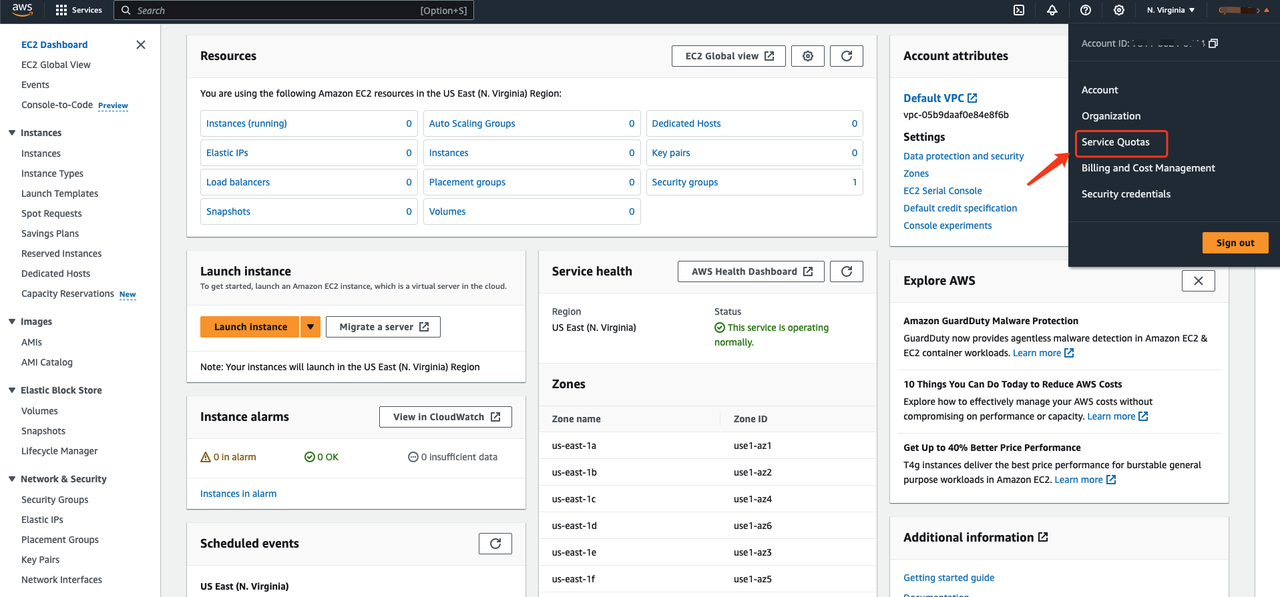 aws
Services
Search
[Option+S]
N. Virginia
EC2 Dashboard
EC2 Global View
Events
Console-to-Code Preview
Instances
Instances
Instance Types
Launch Templates
Spot Requests
Savings Plans
Reserved Instances
Dedicated Hosts
Capacity Reservations New
Images
AMIs
AMI Catalog
Elastic Block Store
Volumes
Snapshots
Lifecycle Manager
Network & Security
Security Groups
Elastic IPs
Placement Groups
Key Pairs
Network Interfaces
Resources
EC2 Global view
You are using the following Amazon EC2 resources in the US East (N. Virginia) Region:
Instances (running) 0
Auto Scaling Groups 0
Dedicated Hosts 0
Elastic IPs 0
Instances 0
Key pairs 0
Load balancers 0
Placement groups 0
Security groups 1
Snapshots 0
Volumes 0
Launch instance
To get started, launch an Amazon EC2 instance, which is a virtual server in the cloud.
Launch instance
Migrate a server
Note: Your instances will launch in the US East (N. Virginia) Region
Instance alarms
View in CloudWatch
0 in alarm
0 OK
0 insufficient data
Instances in alarm
Scheduled events
US East (N. Virginia)
Service health
AWS Health Dashboard
Region
US East (N. Virginia)
Status
This service is operating
normally.
Zones
Zone name
Zone ID
us-east-1a
use1-az1
us-east-1b
use1-az2
us-east-1c
use1-az4
us-east-1d
use1-az6
us-east-1e
use1-az3
us-east-1f
use1-az5
Account attributes
Default VPC
vpc-05b9daaf0e84e8f6b
Settings
Data protection and security
Zones
EC2 Serial Console
Default credit specification
Console experiments
Account ID:
Account
Organization
Service Quotas
Billing and Cost Management
Security credentials
Sign out
Explore AWS
Amazon GuardDuty Malware Protection
GuardDuty now provides agentless malware detection in Amazon EC2 &
EC2 container workloads. Learn more
10 Things You Can Do Today to Reduce AWS Costs
Explore how to effectively manage your AWS costs without
compromising on performance or capacity. Learn more
Get Up to 40% Better Price Performance
T4g instances deliver the best price performance for burstable general
purpose workloads in Amazon EC2. Learn more
Additional information
Getting started guide
Documentation